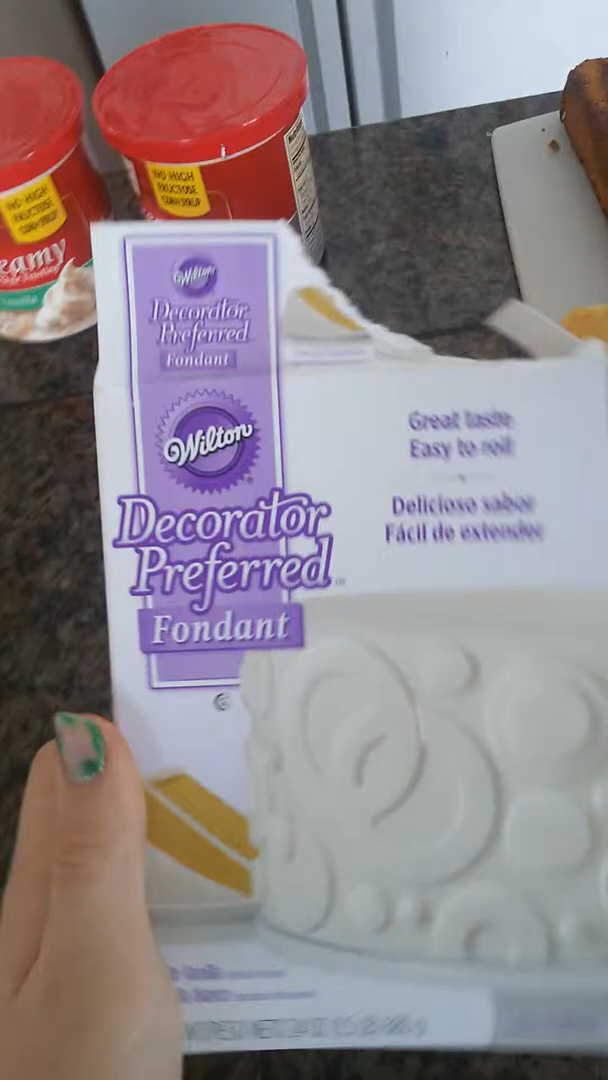 NO HIGH
FRUCTOSE
CORN SYRUP
NO HIGH
FRUCTOSE
CORN SYRUP
eamy
Wilton
Decorator
Preferred
Fondant
Wilton
Decorator
Preferred
Fondant
Great taste
Easy to roll
Delicioso sabor
Fácil de extender